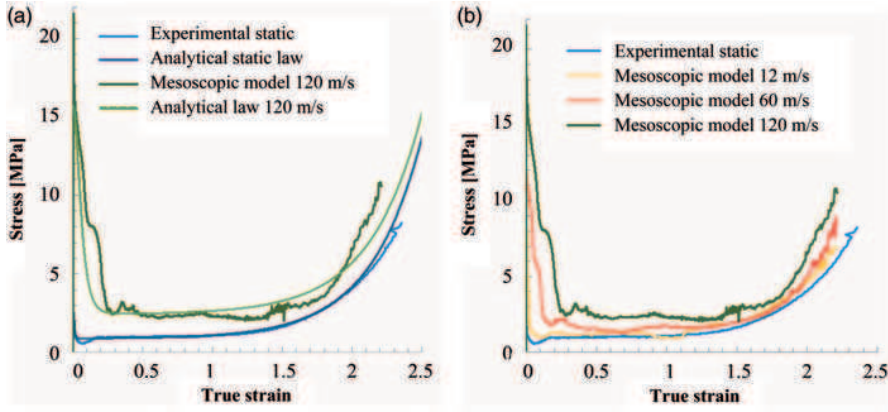 (a)
20
15
10
5
0
Stress [MPa]
Experimental static
Analytical static law
Mesoscopic model 120 m/s
Analytical law 120 m/s
0 0.5 1 1.5 2 2.5
True strain
(b)
20
15
10
5
0
Stress [MPa]
Experimental static
Mesoscopic model 12 m/s
Mesoscopic model 60 m/s
Mesoscopic model 120 m/s
0 0.5 1 1.5 2 2.5
True strain